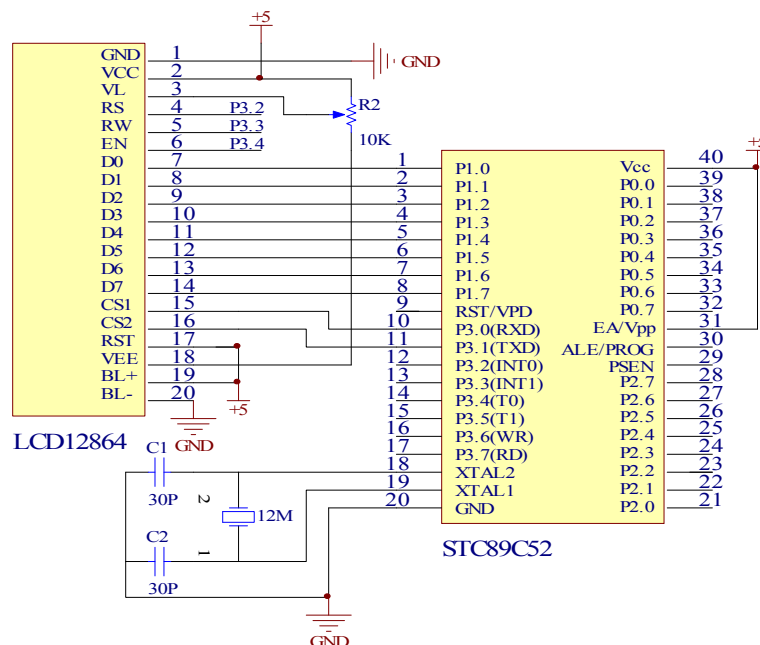 +5
GND 1
VCC 2
VL 3
RS 4 P3.2
RW 5 P3.3
EN 6 P3.4
D0 7
D1 8
D2 9
D3 10
D4 11
D5 12
D6 13
D7 14
CS1 15
CS2 16
RST 17
VEE 18
BL+ 19
BL- 20
LCD12864
GND
R2
10K
+5
GND
1 P1.0
2 P1.1
3 P1.2
4 P1.3
5 P1.4
6 P1.5
7 P1.6
8 P1.7
9 RST/VPD
10 P3.0(RXD)
11 P3.1(TXD)
12 P3.2(INT0)
13 P3.3(INT1)
14 P3.4(T0)
15 P3.5(T1)
16 P3.6(WR)
17 P3.7(RD)
18 XTAL2
19 XTAL1
20 GND
+5
Vcc 40
P0.0 39
P0.1 38
P0.2 37
P0.3 36
P0.4 35
P0.5 34
P0.6 33
P0.7 32
EA/Vpp 31
ALE/PROG 30
PSEN 29
P2.7 28
P2.6 27
P2.5 26
P2.4 25
P2.3 24
P2.2 23
P2.1 22
P2.0 21
STC89C52
C1
30P
2
12M
C2
1
30P
GND